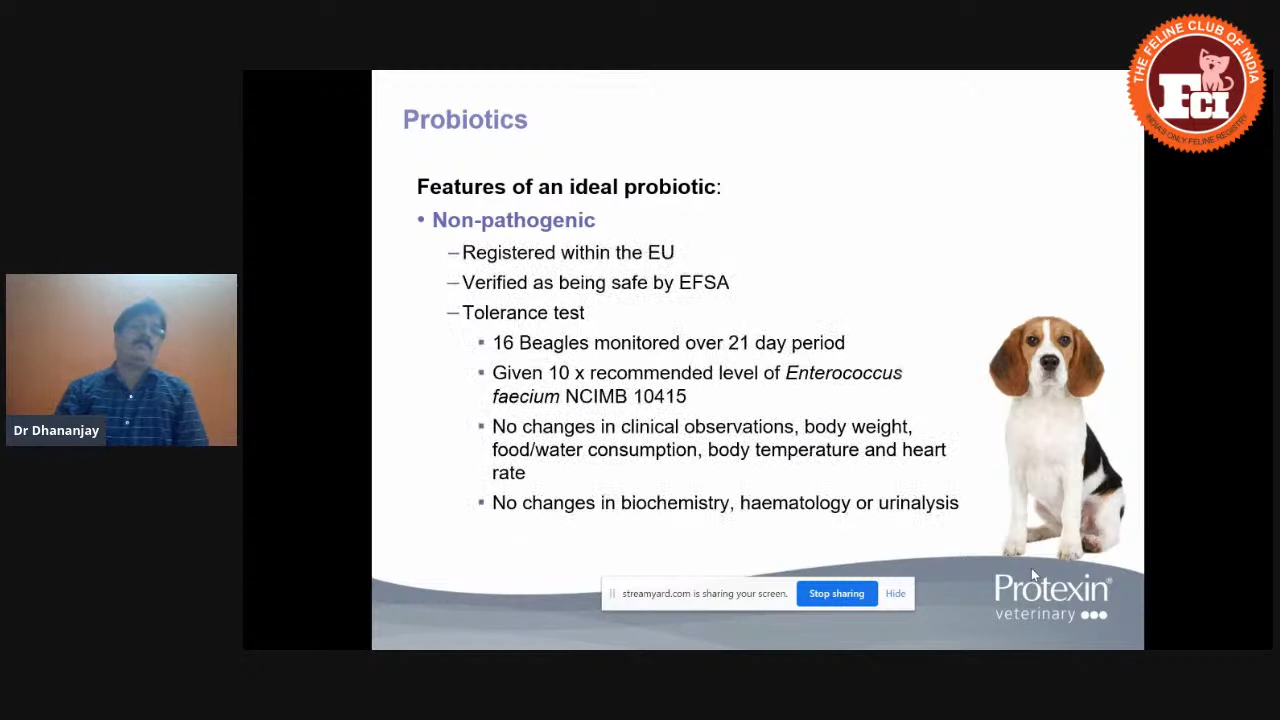 THE FELINE CLUB OF INDIA
FCI
INDIA'S ONLY FELINE REGISTRY
Probiotics
Features of an ideal probiotic:
• Non-pathogenic
– Registered within the EU
– Verified as being safe by EFSA
– Tolerance test
▪ 16 Beagles monitored over 21 day period
▪ Given 10 x recommended level of Enterococcus
faecium NCIMB 10415
▪ No changes in clinical observations, body weight,
food/water consumption, body temperature and heart
rate
▪ No changes in biochemistry, haematology or urinalysis
Dr Dhananjay
streamyard.com is sharing your screen.
Stop sharing
Hide
Protexin®
veterinary